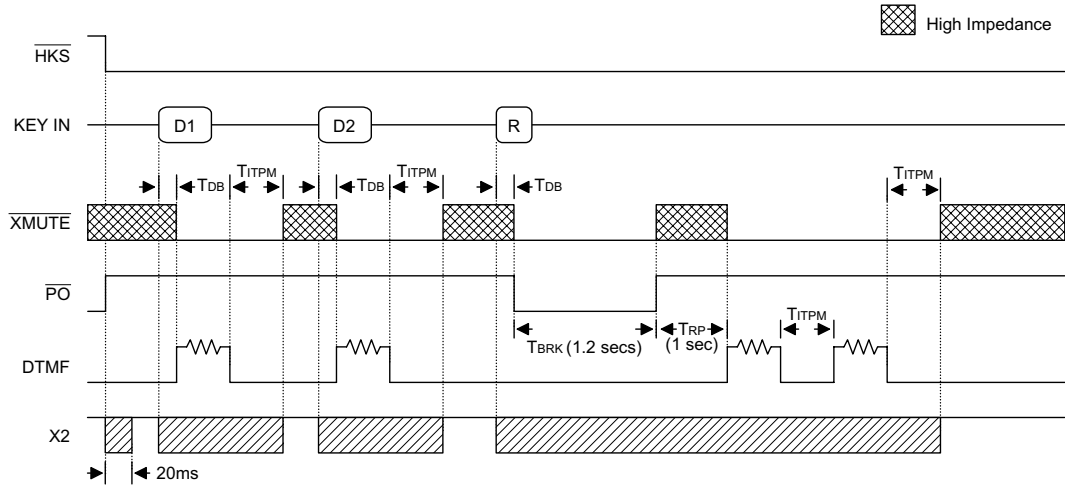 High Impedance
HKS
KEY IN
D1
D2
R
TDB
TITPM
TDB
TITPM
TDB
TITPM
XMUTE
PO
TBRK (1.2 secs)
TRP
(1 sec)
TITPM
DTMF
X2
20ms